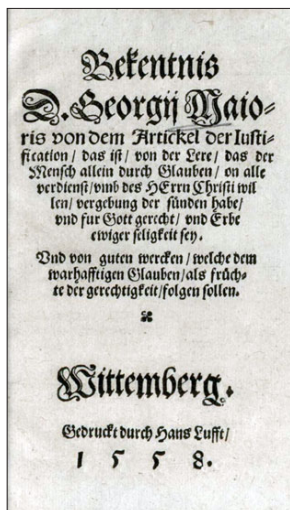 Bekentnis
D. Georgij Maio-
ris von dem Artickel der Iusti-
fication / das ist / von der Lere / das der
Mensch allein durch Glauben / on alle
verdienst / vmb des HErrn Christi wil
len / vergebung der sünden habe /
vnd fur Gott gerecht / vnd Erbe
ewiger seligkeit sey.
Vnd von guten wercken / welche dem
warhafftigen Glauben / als früch-
te der gerechtigkeit / folgen sollen.
Wittemberg.
Gedruckt durch Hans Lufft /
1 5 5 8.